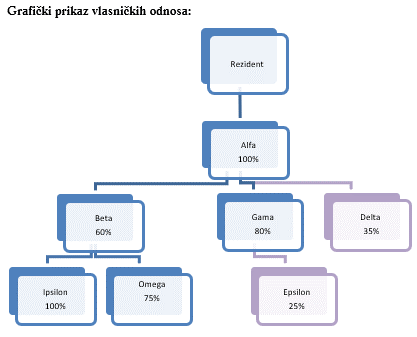 Grafički prikaz vlasničkih odnosa:
Rezident
Alfa
100%
Beta
60%
Gama
80%
Delta
35%
Ipsilon
100%
Omega
75%
Epsilon
25%